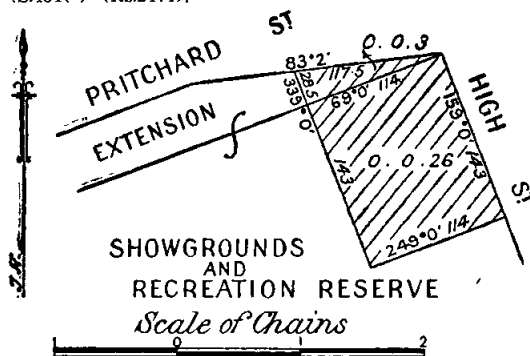 PRITCHARD ST
EXTENSION
83°2'
117.5
0.0.3
28.5
339°0'
69°0' 114
HIGH ST
159°0'
143
143
0.0.26
249°0' 114
SHOWGROUNDS
AND
RECREATION RESERVE
Scale of Chains
1 0 1 2